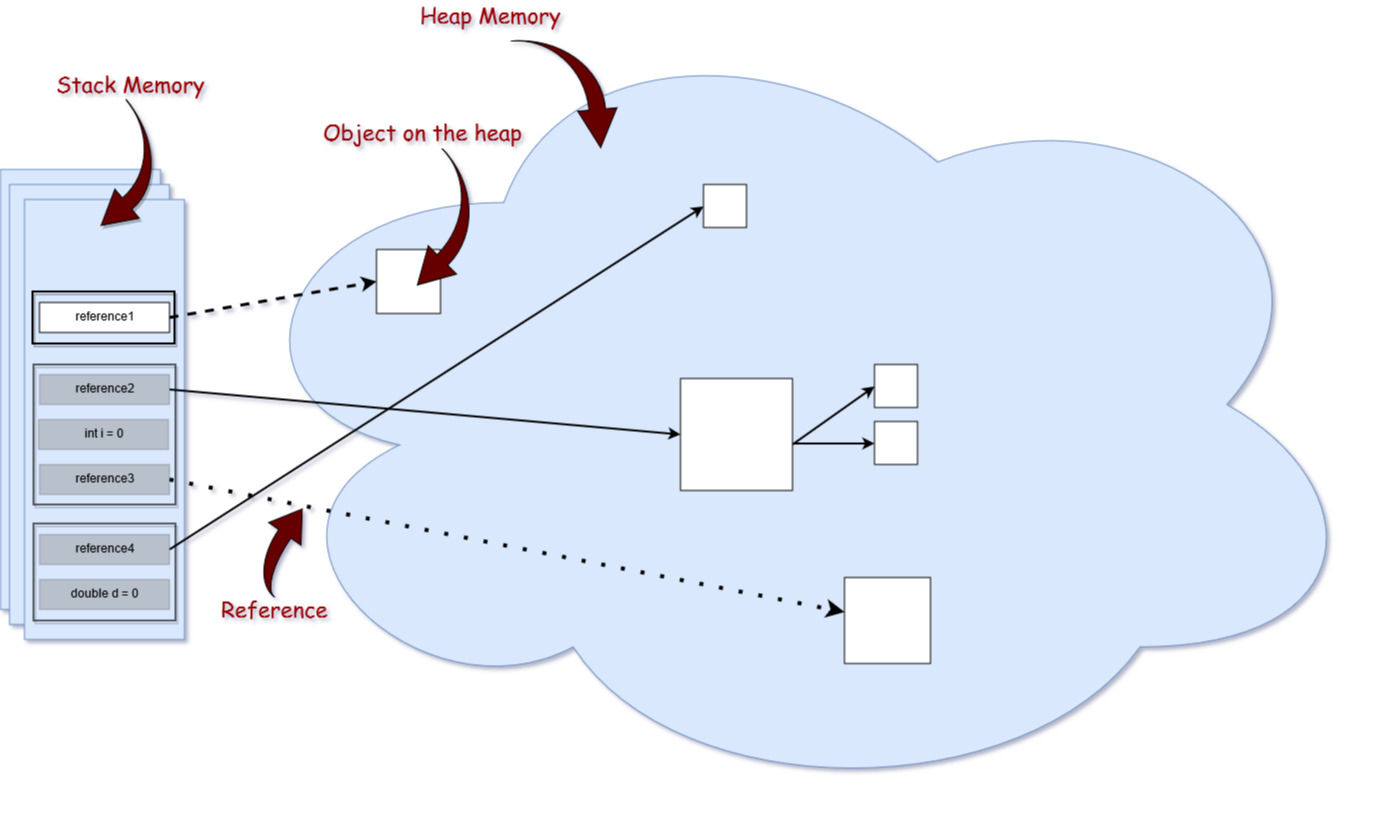 Heap Memory
Stack Memory
Object on the heap
reference1
reference2
int i = 0
reference3
reference4
double d = 0
Reference